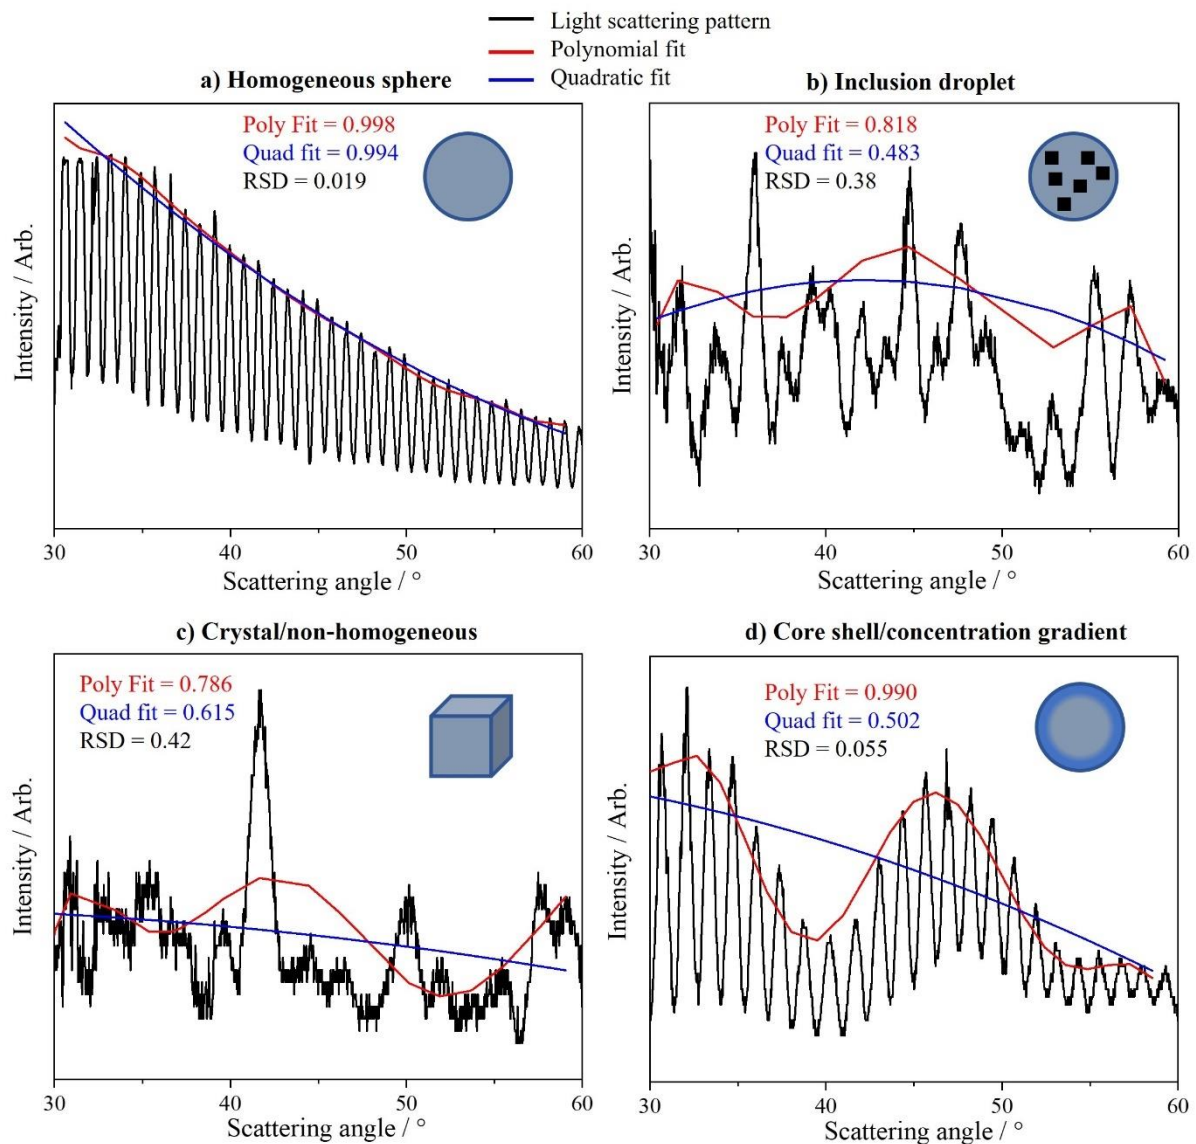 Light scattering pattern
Polynomial fit
Quadratic fit
a) Homogeneous sphere
Poly Fit = 0.998
Quad fit = 0.994
RSD = 0.019
Intensity / Arb.
30
40
50
60
Scattering angle / °
b) Inclusion droplet
Poly Fit = 0.818
Quad fit = 0.483
RSD = 0.38
Intensity / Arb.
30
40
50
60
Scattering angle / °
c) Crystal/non-homogeneous
Poly Fit = 0.786
Quad fit = 0.615
RSD = 0.42
Intensity / Arb.
30
40
50
60
Scattering angle / °
d) Core shell/concentration gradient
Poly Fit = 0.990
Quad fit = 0.502
RSD = 0.055
Intensity / Arb.
30
40
50
60
Scattering angle / °